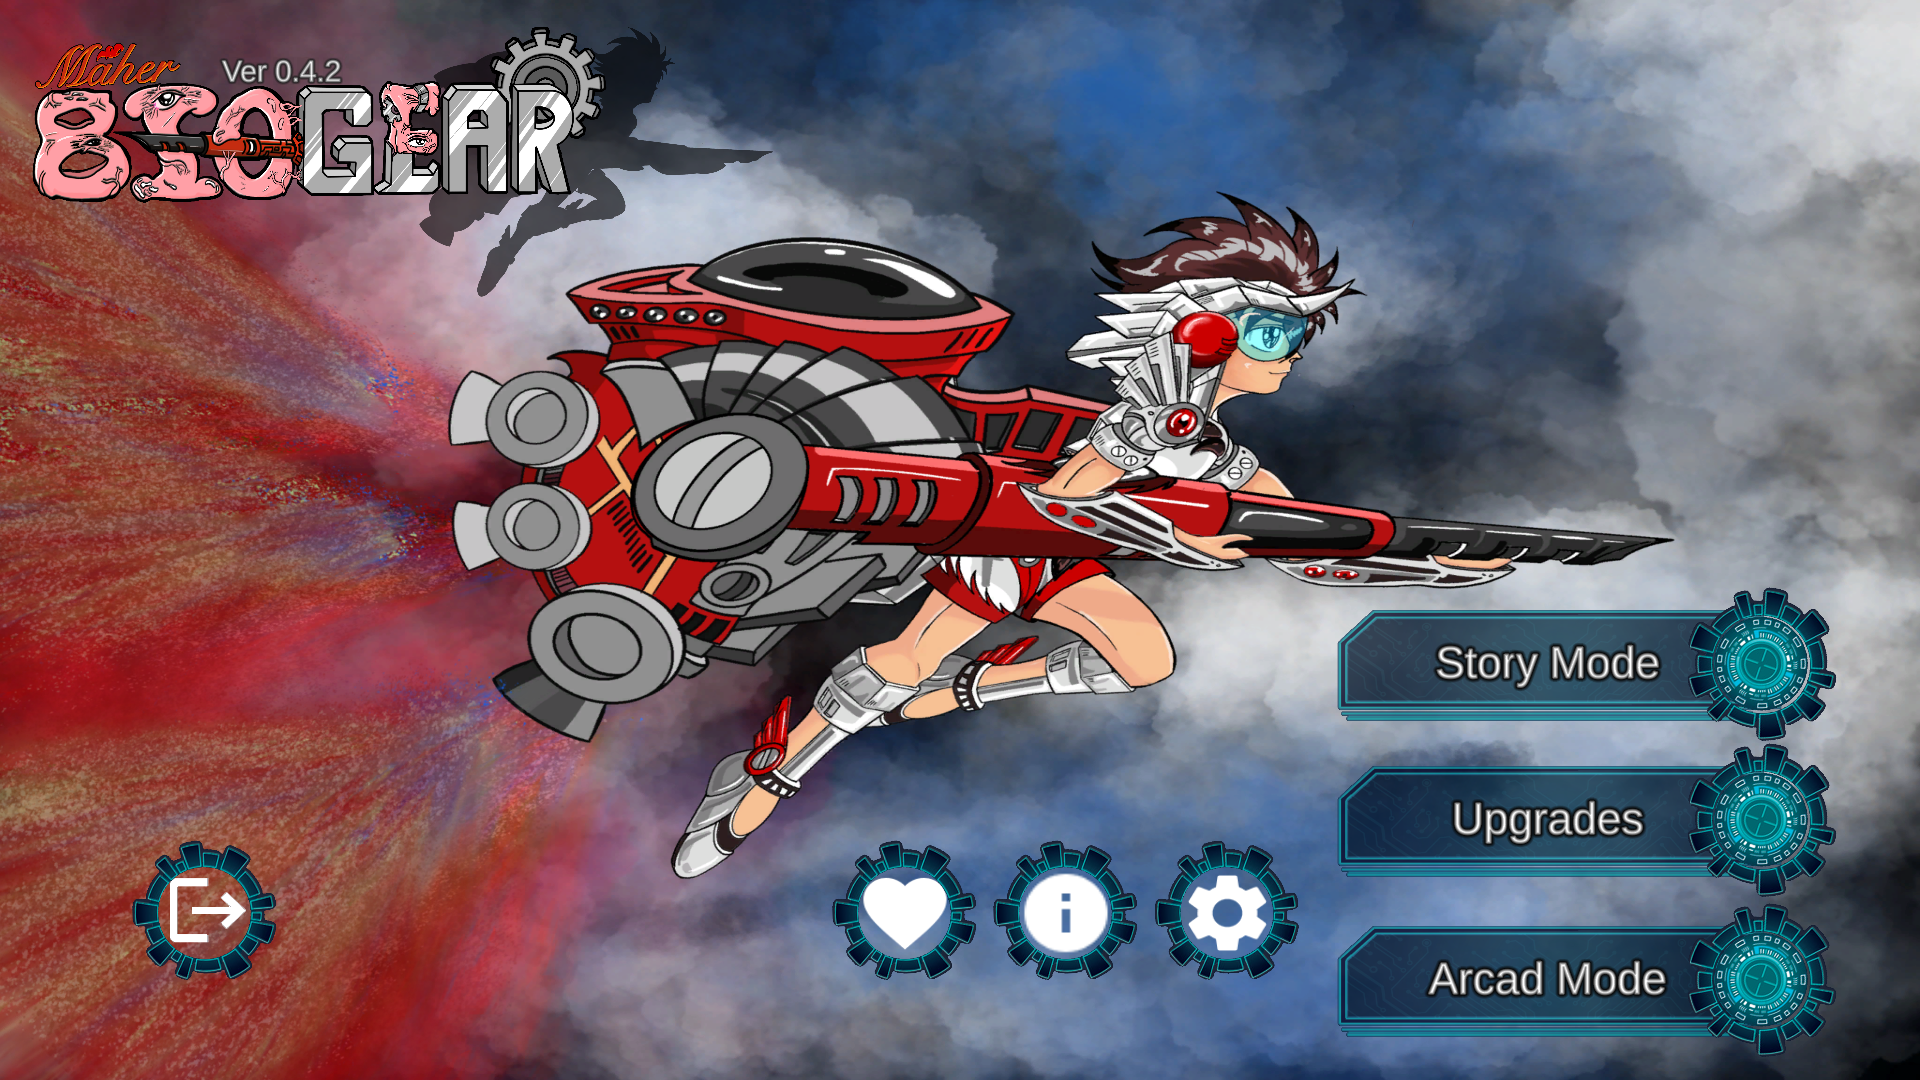 Maher
Ver 0.4.2
BIOGEAR
Story Mode
Upgrades
Arcad Mode